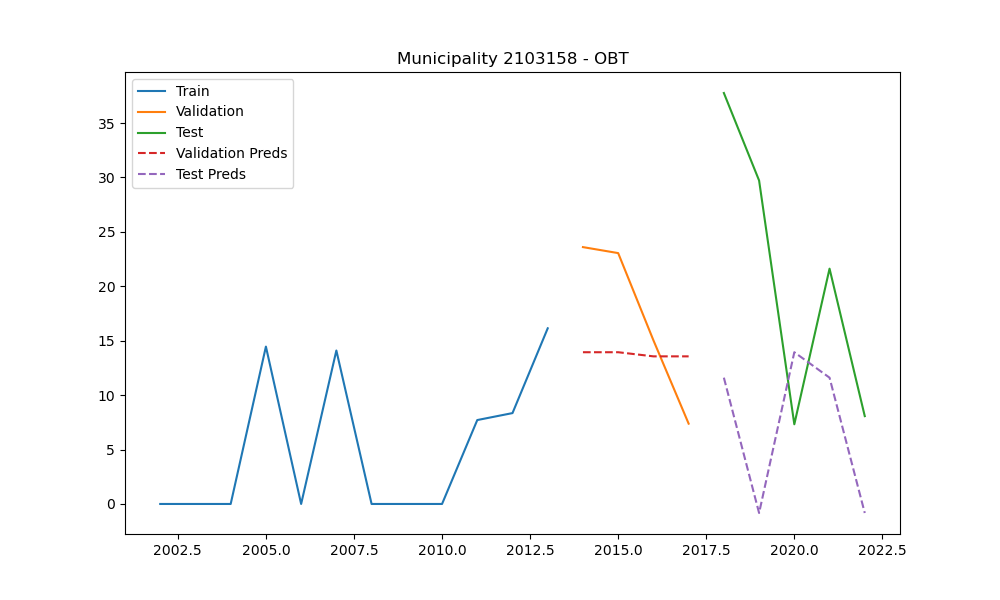 Municipality 2103158 - OBT
Train
Validation
Test
Validation Preds
Test Preds
35
30
25
20
15
10
5
0
2002.5 2005.0 2007.5 2010.0 2012.5 2015.0 2017.5 2020.0 2022.5